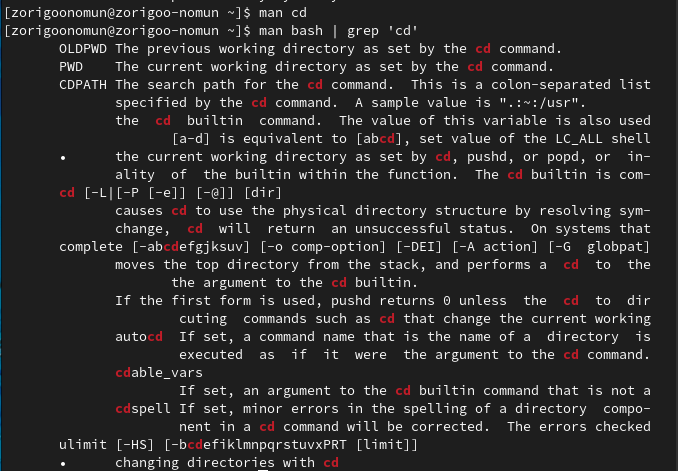 [zorigoonomun@zorigoo-nomun ~]$ man cd
[zorigoonomun@zorigoo-nomun ~]$ man bash | grep 'cd'
OLDPWD The previous working directory as set by the cd command.
PWD    The current working directory as set by the cd command.
CDPATH The search path for the cd command.  This is a colon-separated list
specified by the cd command.  A sample value is ".:~:/usr".
the  cd  builtin  command.  The value of this variable is also used
[a-d] is equivalent to [abcd], set value of the LC_ALL shell
•      the current working directory as set by cd, pushd, or popd, or  in-
ality  of  the builtin within the function.  The cd builtin is com-
cd [-L|[-P [-e]] [-@]] [dir]
causes cd to use the physical directory structure by resolving sym-
change,  cd  will  return  an unsuccessful status.  On systems that
complete [-abcdefgjksuv] [-o comp-option] [-DEI] [-A action] [-G  globpat]
moves the top directory from the stack, and performs a  cd  to  the
the argument to the cd builtin.
If the first form is used, pushd returns 0 unless  the  cd  to  dir
cuting  commands such as cd that change the current working
autocd  If set, a command name that is the name of a  directory  is
executed  as  if  it  were  the argument to the cd command.
cdable_vars
If set, an argument to the cd builtin command that is not a
cdspell If set, minor errors in the spelling of a directory  compo-
nent in a cd command will be corrected.  The errors checked
ulimit [-HS] [-bcdefiklmnpqrstuvxPRT [limit]]
•      changing directories with cd